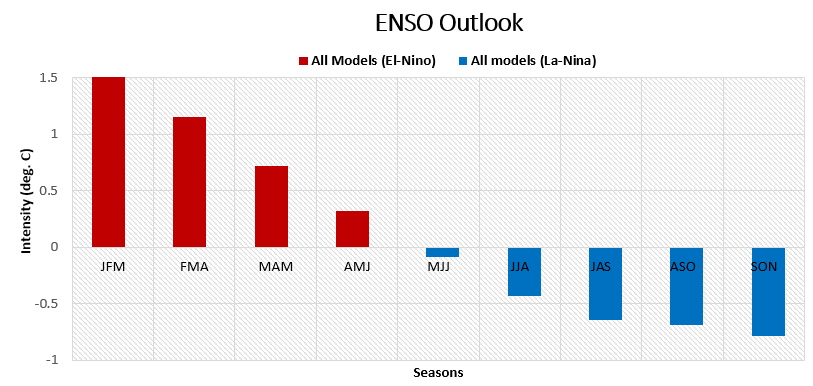 ENSO Outlook
All Models (El-Nino) All models (La-Nina)
1.5
1
0.5
0
-0.5
-1
Intensity (deg. C)
JFM FMA MAM AMJ MJJ JJA JAS ASO SON
Seasons